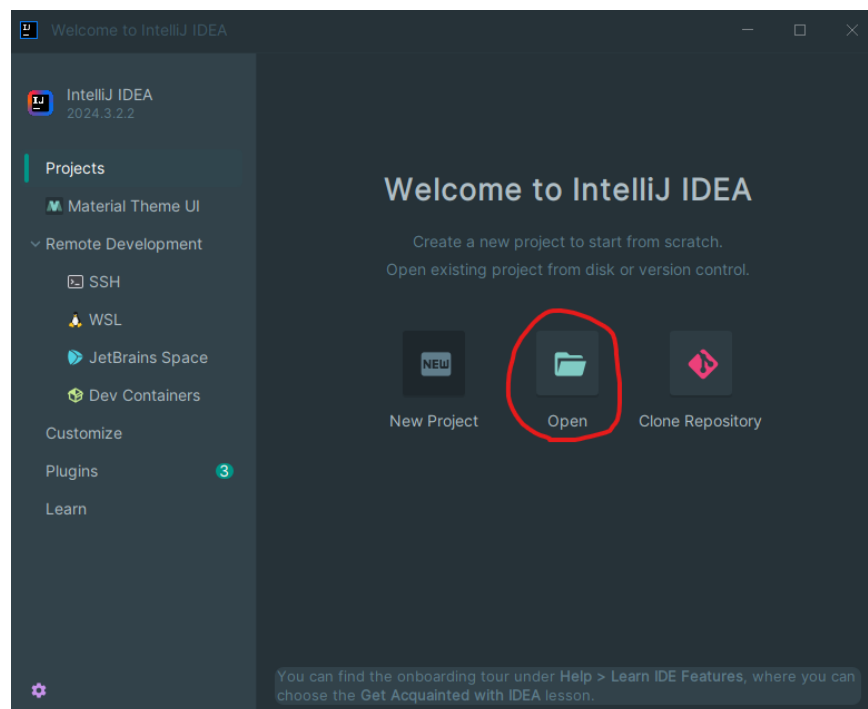 Welcome to IntelliJ IDEA
IntelliJ IDEA
2024.3.2.2
Projects
Material Theme UI
Remote Development
SSH
WSL
JetBrains Space
Dev Containers
Customize
Plugins
3
Learn
Welcome to IntelliJ IDEA
Create a new project to start from scratch.
Open existing project from disk or version control.
NEW
New Project
Open
Clone Repository
You can find the onboarding tour under Help > Learn IDE Features, where you can
choose the Get Acquainted with IDEA lesson.